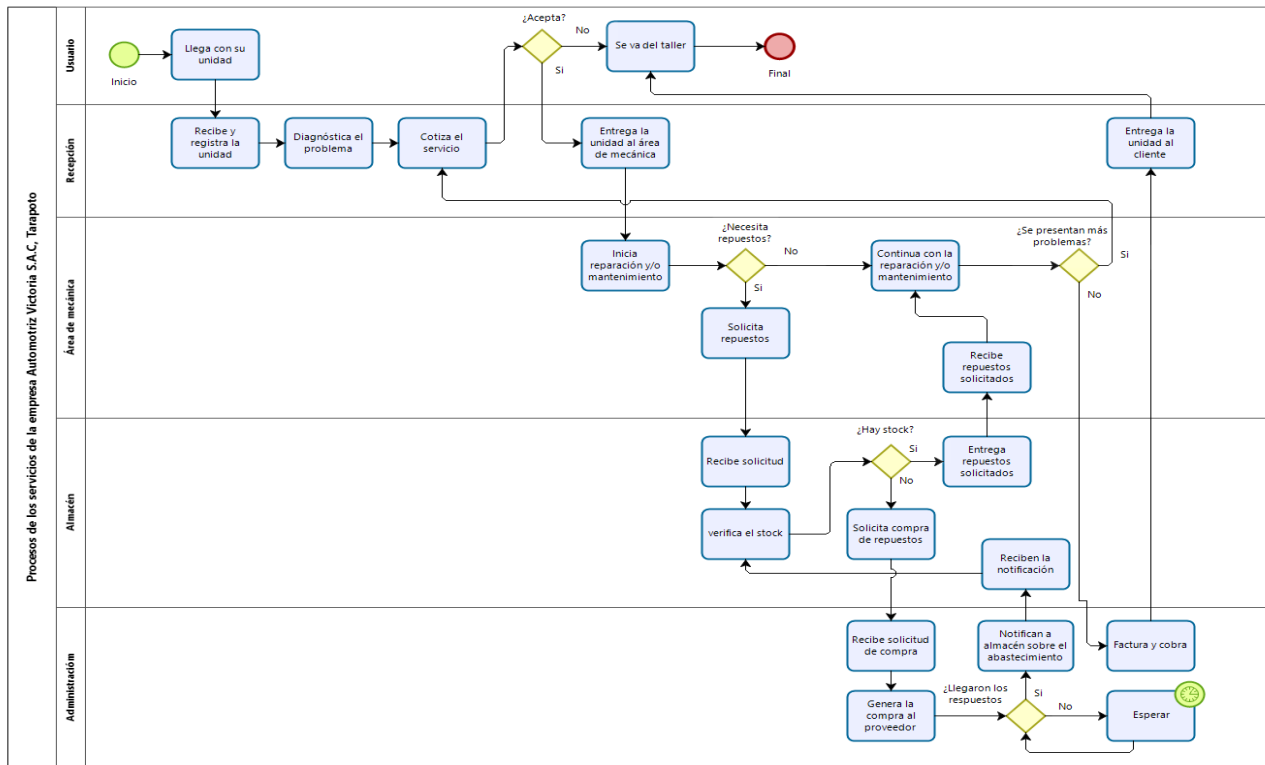 Procesos de los servicios de la empresa Automotriz Victoria S.A.C, Tarapoto
Usuario
Inicio
Llega con su
unidad
¿Acepta?
No
Si
Se va del taller
Final
Recepción
Recibe y
registra la
unidad
Diagnóstica el
problema
Cotiza el
servicio
Entrega la
unidad al área
de mecánica
Entrega la
unidad al
cliente
Área de mecánica
Inicia
reparación y/o
mantenimiento
¿Necesita
repuestos?
No
Si
Continua con la
reparación y/o
mantenimiento
¿Se presentan más
problemas?
Si
No
Solicita
repuestos
Recibe
repuestos
solicitados
Almacén
Recibe solicitud
¿Hay stock?
Si
No
Entrega
repuestos
solicitados
verifica el stock
Solicita compra
de repuestos
Reciben la
notificación
Administracióm
Recibe solicitud
de compra
Notifican a
almacén sobre el
abastecimiento
Factura y cobra
Genera la
compra al
proveedor
¿Llegaron los
respuestos
Si
No
Esperar